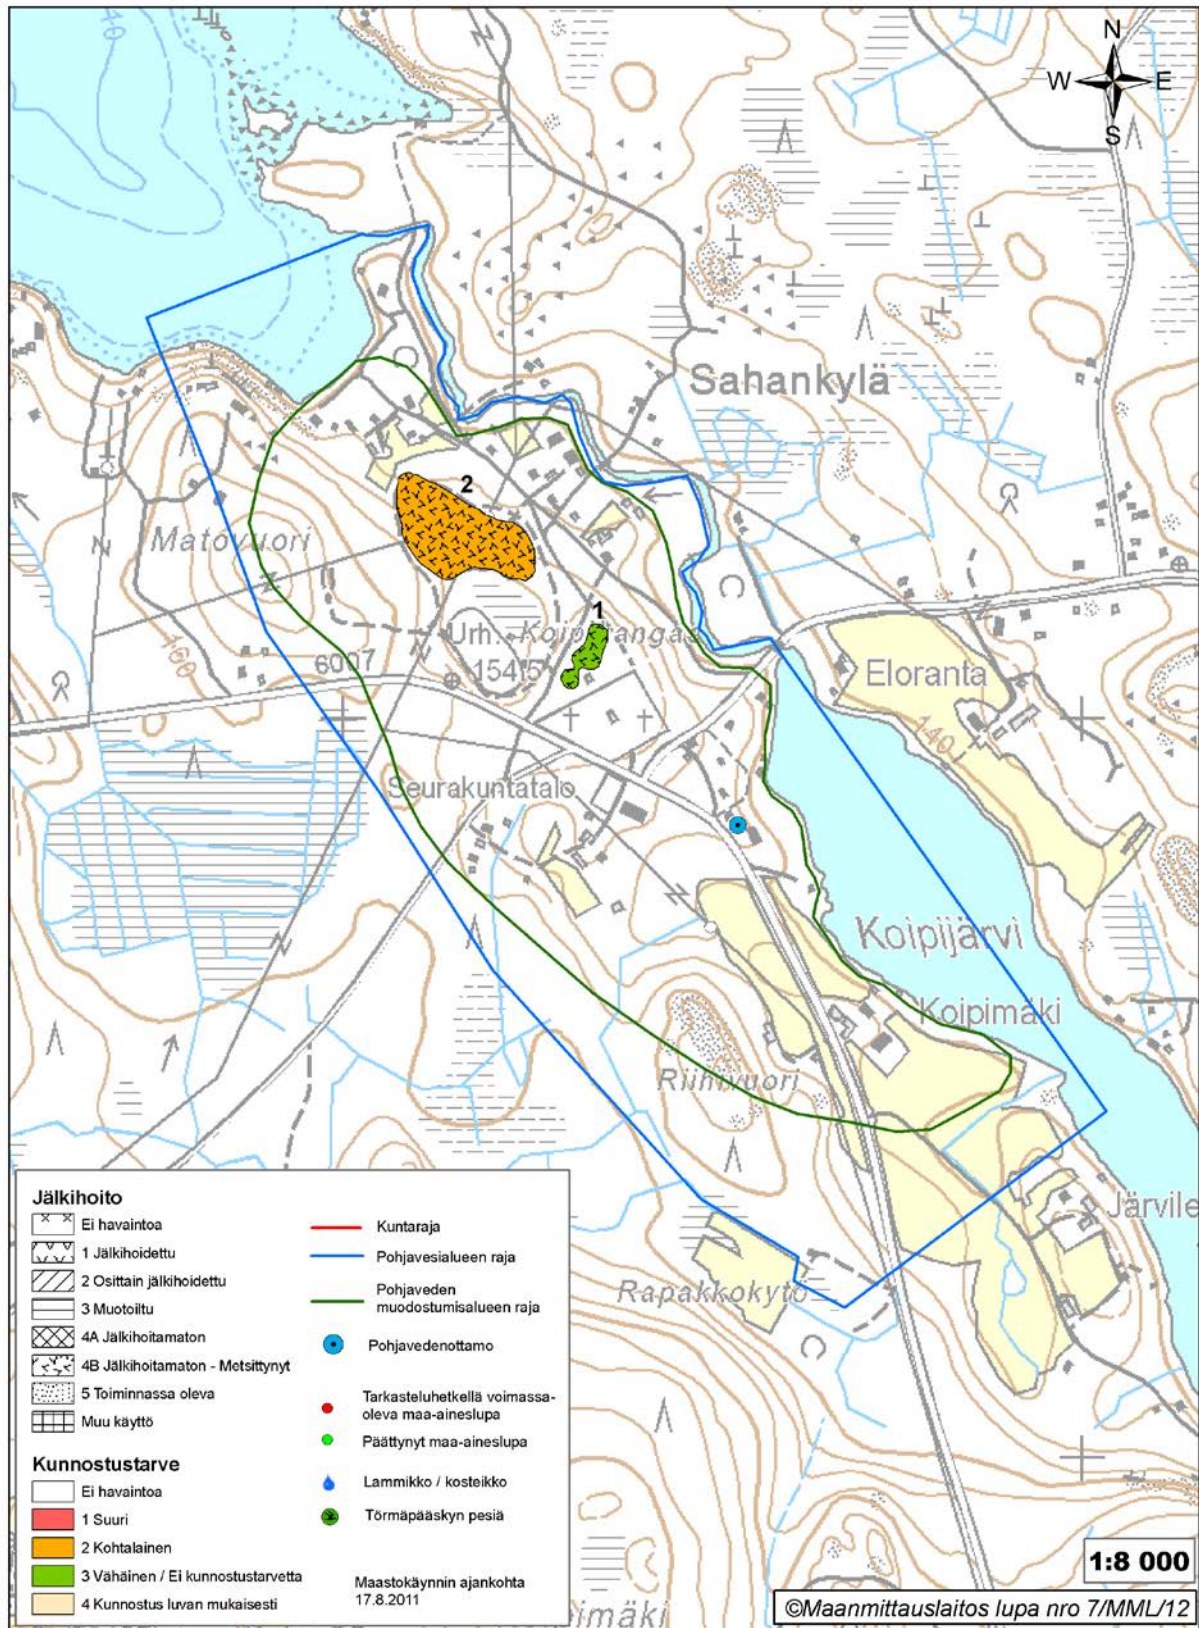 N
W E
S
40
Sahankylä
2
Matovuori
1
Urh.
Koipikangas
154.5
160
6007
Eloranta
140
Seurakuntatalo
Koipijärvi
Koipimäki
Riihivuori
Järvile
Rapakkokytö
pimäki
Jälkihoito
Ei havaintoa
1 Jälkihoidettu
2 Osittain jälkihoidettu
3 Muotoiltu
4A Jälkihoitamaton
4B Jälkihoitamaton - Metsittynyt
5 Toiminnassa oleva
Muu käyttö
Kunnostustarve
Ei havaintoa
1 Suuri
2 Kohtalainen
3 Vähäinen / Ei kunnostustarvetta
4 Kunnostus luvan mukaisesti
Kuntaraja
Pohjavesialueen raja
Pohjaveden
muodostumisalueen raja
Pohjavedenottamo
Tarkasteluhetkellä voimassa-
oleva maa-aineslupa
Päättynyt maa-aineslupa
Lammikko / kosteikko
Törmäpääskyn pesiä
Maastokäynnin ajankohta
17.8.2011
1:8 000
©Maanmittauslaitos lupa nro 7/MML/12